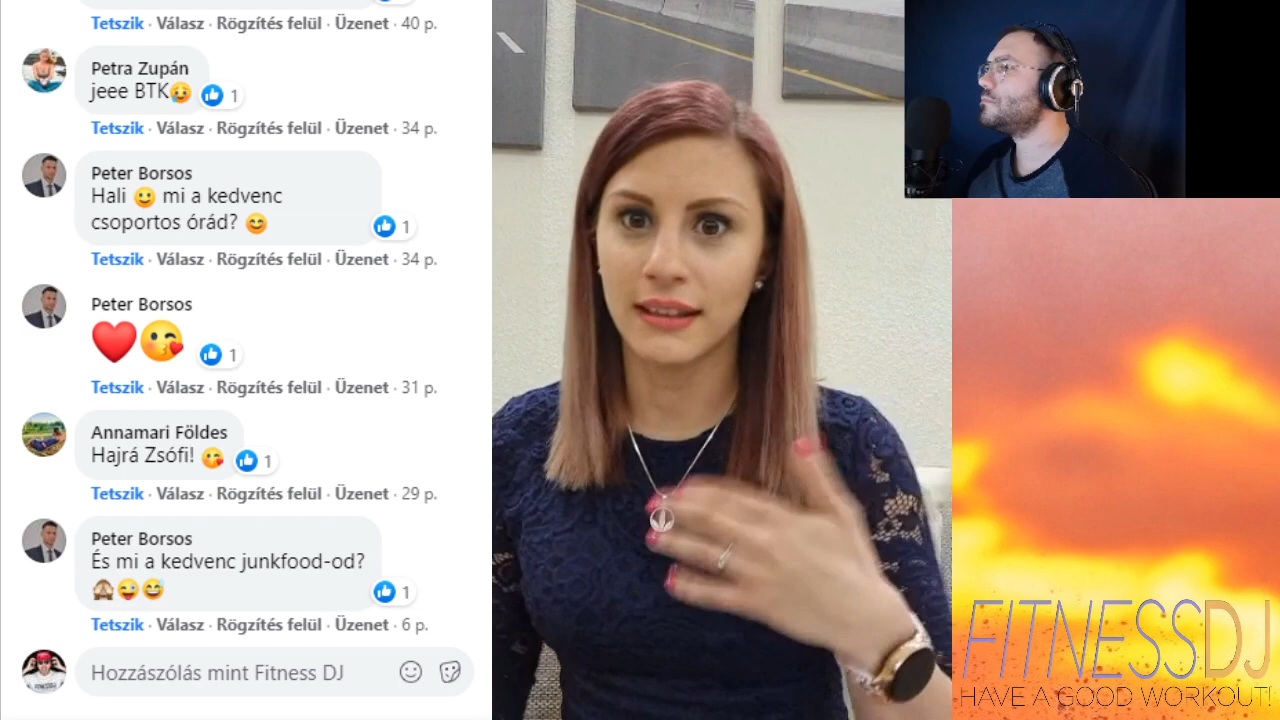 Tetszik · Válasz · Rögzítés felül · Üzenet · 40 p.
Petra Zupán
jeee BTK🥲 1
Tetszik · Válasz · Rögzítés felül · Üzenet · 34 p.
Peter Borsos
Hali 🙂 mi a kedvenc
csoportos órád? 😊 1
Tetszik · Válasz · Rögzítés felül · Üzenet · 34 p.
Peter Borsos
❤️😘 1
Tetszik · Válasz · Rögzítés felül · Üzenet · 31 p.
Annamari Földes
Hajrá Zsófi! 😘 1
Tetszik · Válasz · Rögzítés felül · Üzenet · 29 p.
Peter Borsos
És mi a kedvenc junkfood-od?
🙈😜😅 1
Tetszik · Válasz · Rögzítés felül · Üzenet · 6 p.
Hozzászólás mint Fitness DJ
FITNESSDJ
HAVE A GOOD WORKOUT!